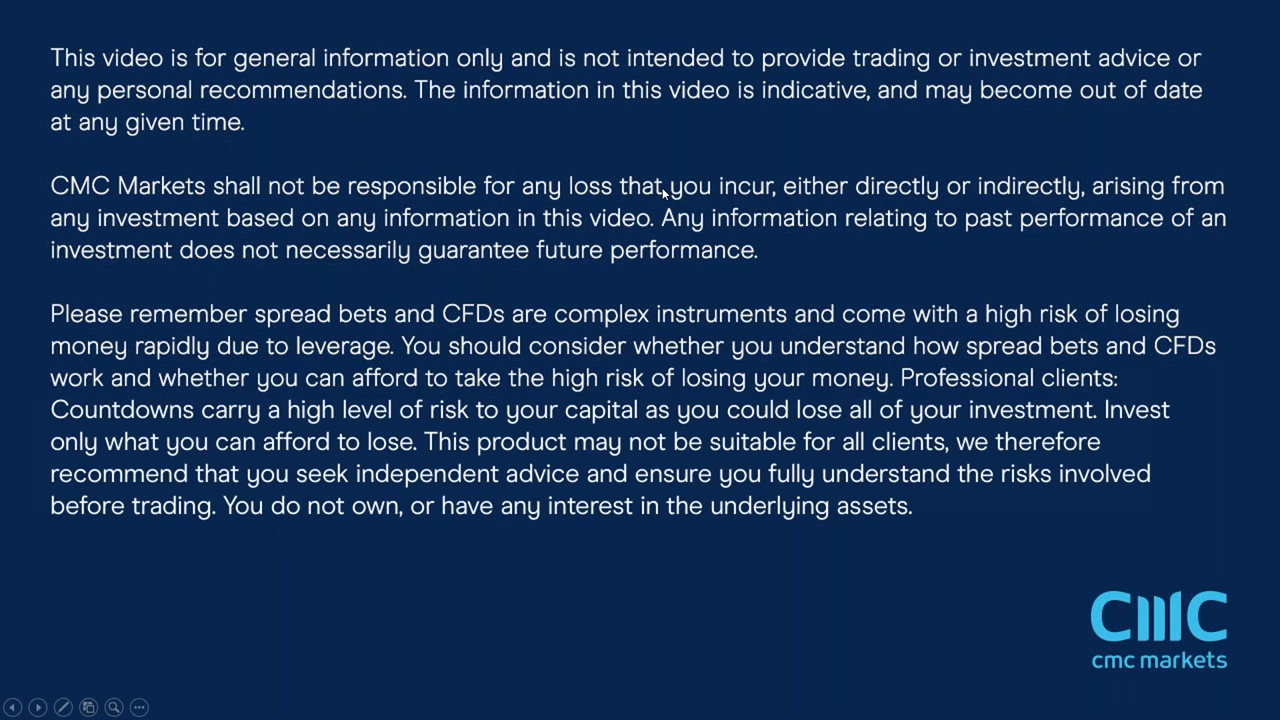 This video is for general information only and is not intended to provide trading or investment advice or
any personal recommendations. The information in this video is indicative, and may become out of date
at any given time.
CMC Markets shall not be responsible for any loss that you incur, either directly or indirectly, arising from
any investment based on any information in this video. Any information relating to past performance of an
investment does not necessarily guarantee future performance.
Please remember spread bets and CFDs are complex instruments and come with a high risk of losing
money rapidly due to leverage. You should consider whether you understand how spread bets and CFDs
work and whether you can afford to take the high risk of losing your money. Professional clients:
Countdowns carry a high level of risk to your capital as you could lose all of your investment. Invest
only what you can afford to lose. This product may not be suitable for all clients, we therefore
recommend that you seek independent advice and ensure you fully understand the risks involved
before trading. You do not own, or have any interest in the underlying assets.
CMC
cmc markets